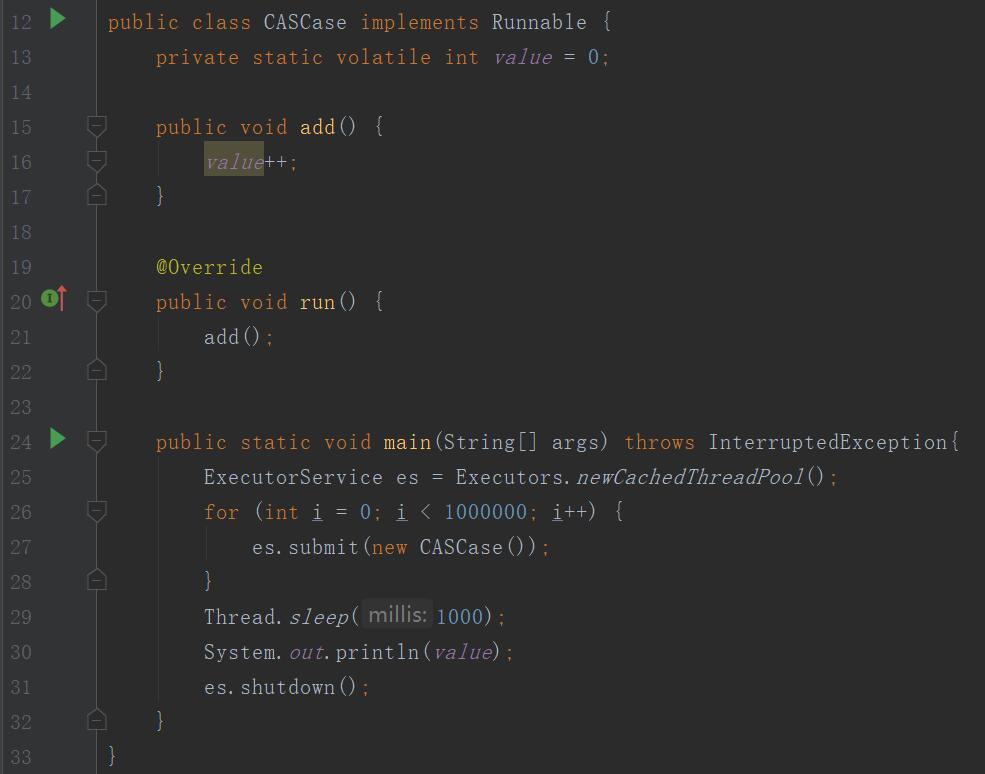 12 public class CASCase implements Runnable {
13     private static volatile int value = 0;
14
15     public void add() {
16         value++;
17     }
18
19     @Override
20     public void run() {
21         add();
22     }
23
24     public static void main(String[] args) throws InterruptedException{
25         ExecutorService es = Executors.newCachedThreadPool();
26         for (int i = 0; i < 1000000; i++) {
27             es.submit(new CASCase());
28         }
29         Thread.sleep( millis: 1000);
30         System.out.println(value);
31         es.shutdown();
32     }
33 }